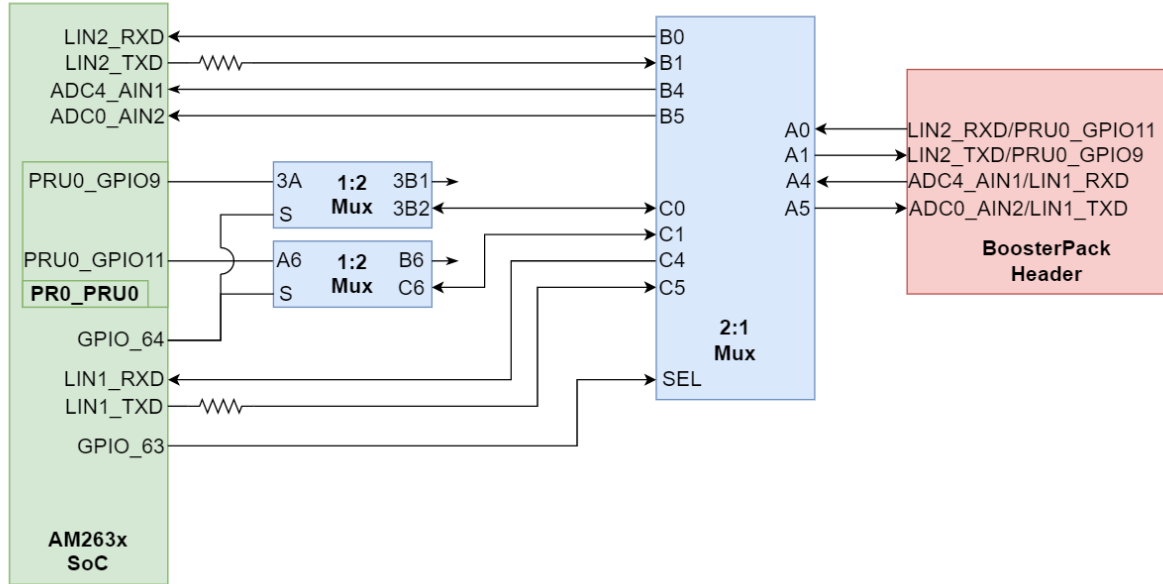 LIN2_RXD
LIN2_TXD
ADC4_AIN1
ADC0_AIN2
PRU0_GPIO9
PRU0_GPIO11
PR0_PRU0
GPIO_64
LIN1_RXD
LIN1_TXD
GPIO_63
AM263x
SoC
3A
1:2
Mux
3B1
3B2
S
A6
1:2
Mux
B6
C6
S
B0
B1
B4
B5
C0
C1
C4
C5
SEL
2:1
Mux
A0
A1
A4
A5
LIN2_RXD/PRU0_GPIO11
LIN2_TXD/PRU0_GPIO9
ADC4_AIN1/LIN1_RXD
ADC0_AIN2/LIN1_TXD
BoosterPack
Header